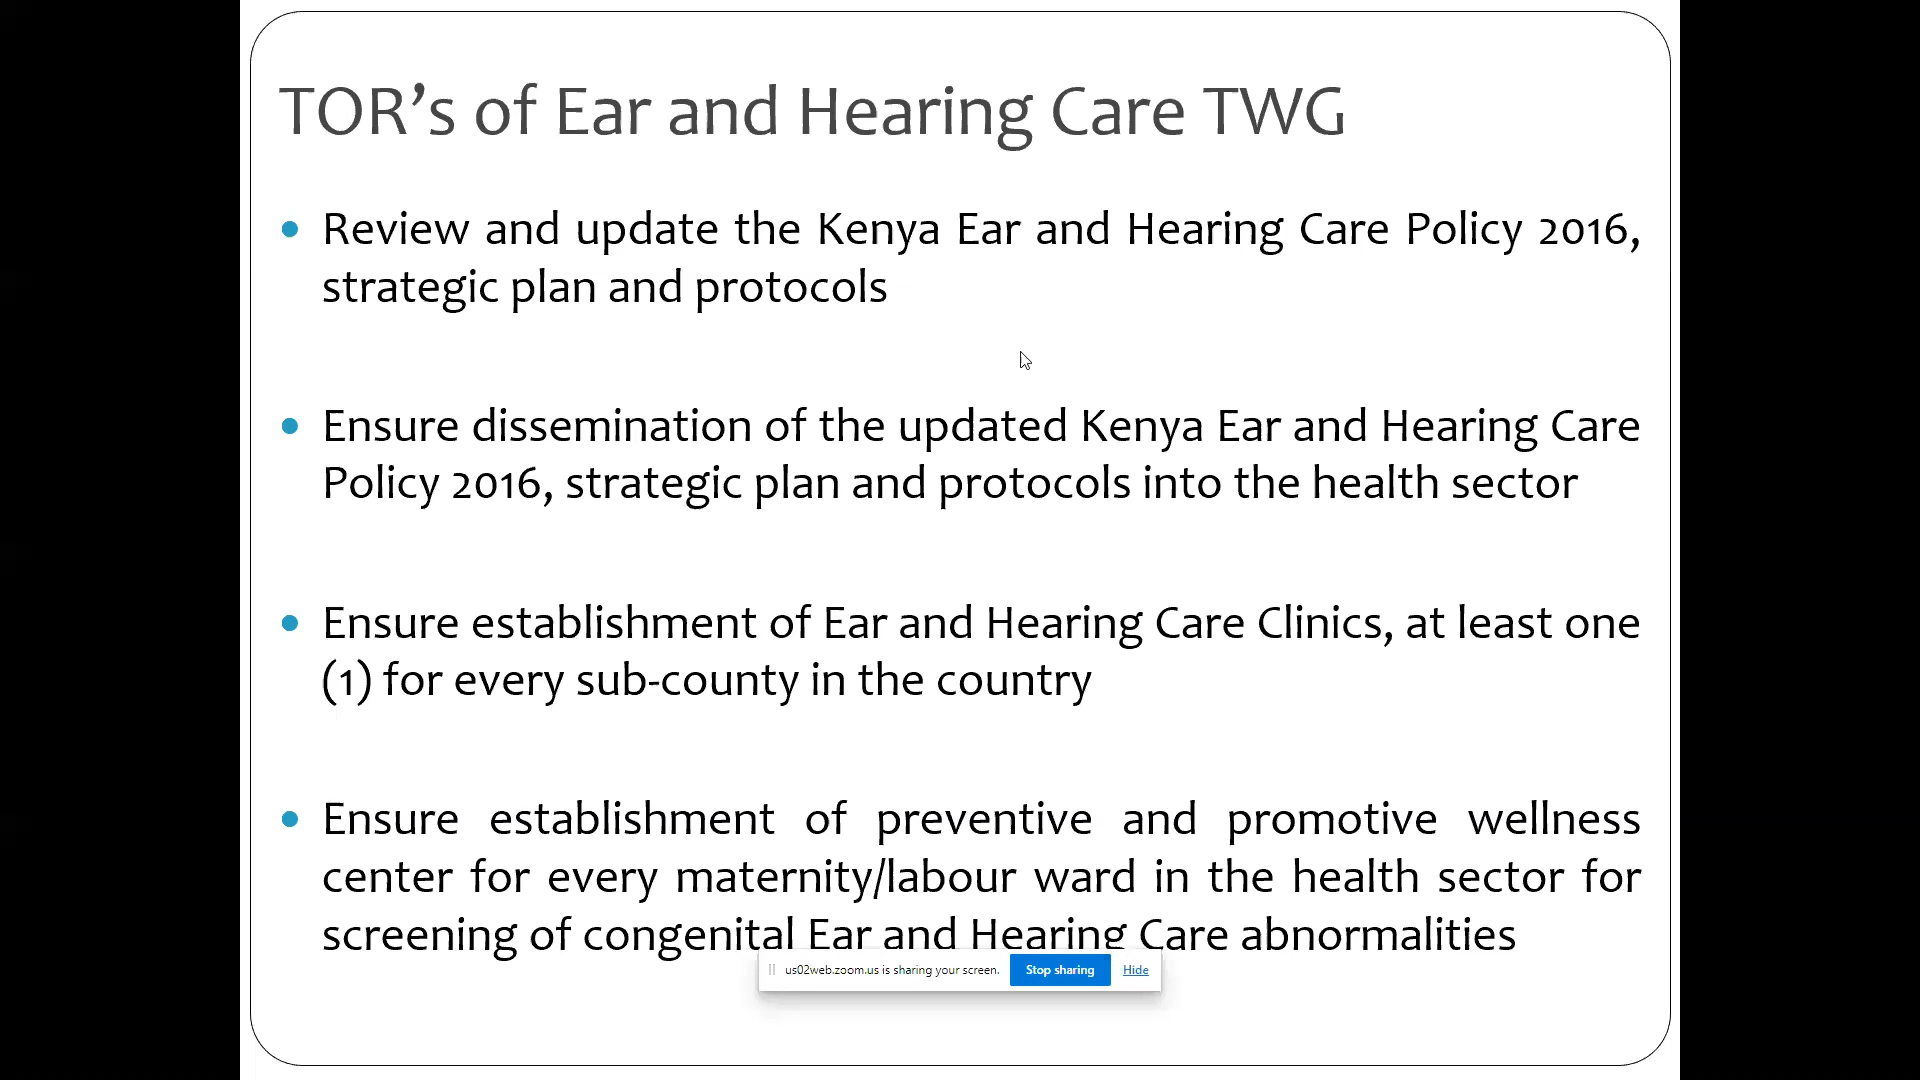 TOR’s of Ear and Hearing Care TWG
• Review and update the Kenya Ear and Hearing Care Policy 2016,
strategic plan and protocols
• Ensure dissemination of the updated Kenya Ear and Hearing Care
Policy 2016, strategic plan and protocols into the health sector
• Ensure establishment of Ear and Hearing Care Clinics, at least one
(1) for every sub-county in the country
• Ensure establishment of preventive and promotive wellness
center for every maternity/labour ward in the health sector for
screening of congenital Ear and Hearing Care abnormalities
us02web.zoom.us is sharing your screen. Stop sharing Hide